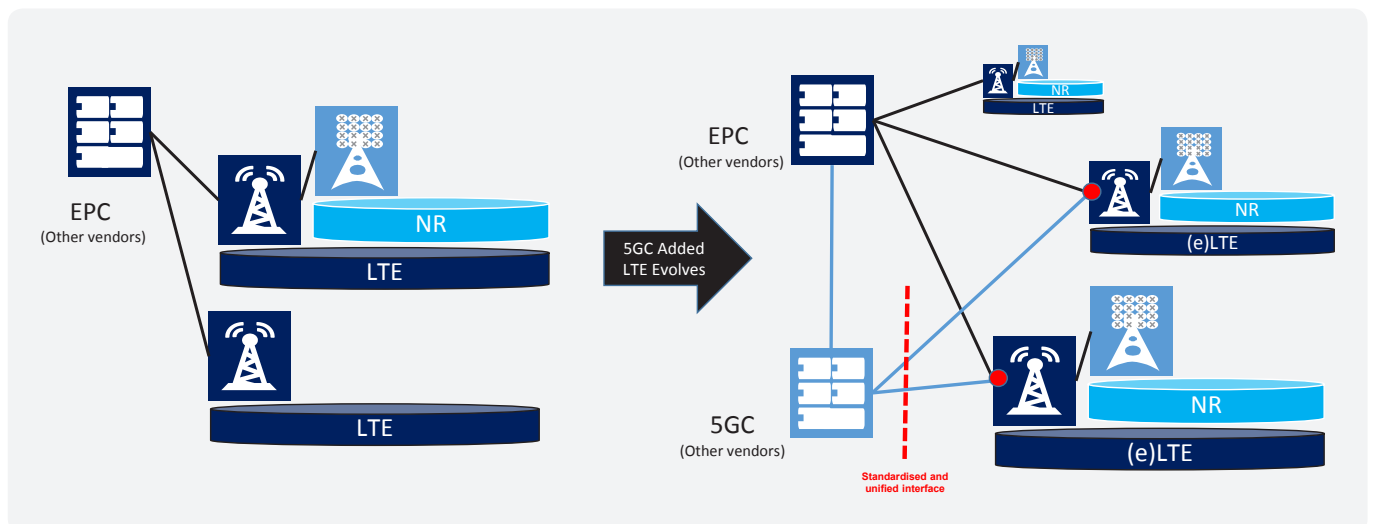 EPC
(Other vendors)
NR
LTE
LTE
5GC Added
LTE Evolves
NR
LTE
EPC
(Other vendors)
NR
(e)LTE
NR
(e)LTE
5GC
(Other vendors)
Standardised and
unified interface